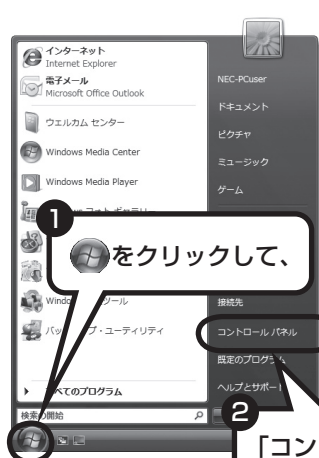 インターネット
Internet Explorer
電子メール
Microsoft Office Outlook
ウェルカム センター
Windows Media Center
Windows Media Player
すべてのプログラム
検索の開始
NEC-PCuser
ドキュメント
ピクチャ
ミュージック
ゲーム
接続先
コントロール パネル
既定のプログラム
ヘルプとサポート
1
をクリックして、
2
「コン